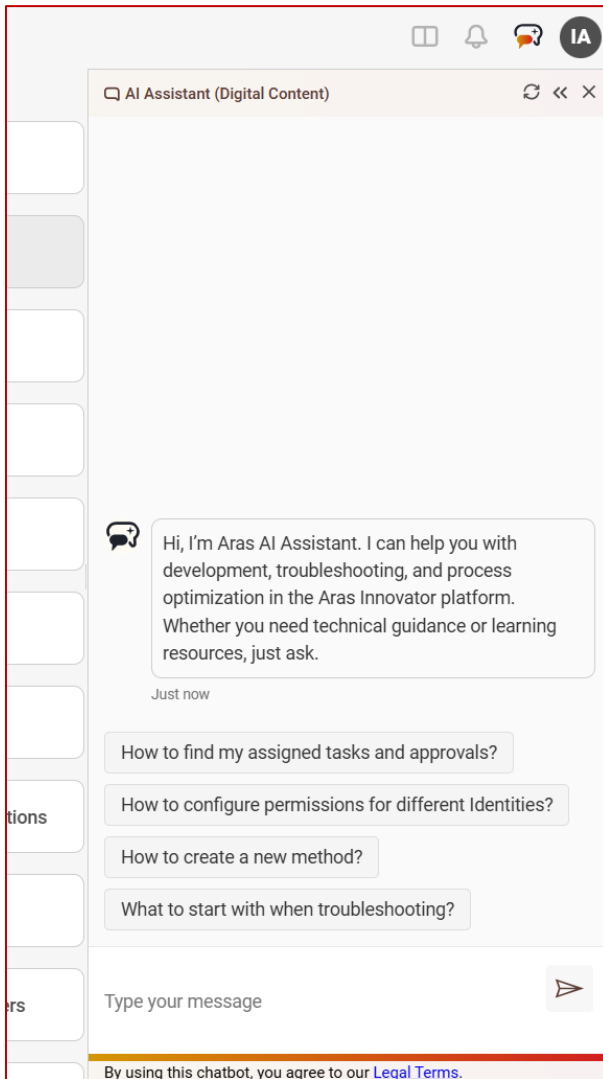 IA
AI Assistant (Digital Content)
Hi, I’m Aras AI Assistant. I can help you with
development, troubleshooting, and process
optimization in the Aras Innovator platform.
Whether you need technical guidance or learning
resources, just ask.
Just now
How to find my assigned tasks and approvals?
How to configure permissions for different Identities?
tions
How to create a new method?
What to start with when troubleshooting?
Type your message
rs
By using this chatbot, you agree to our Legal Terms.